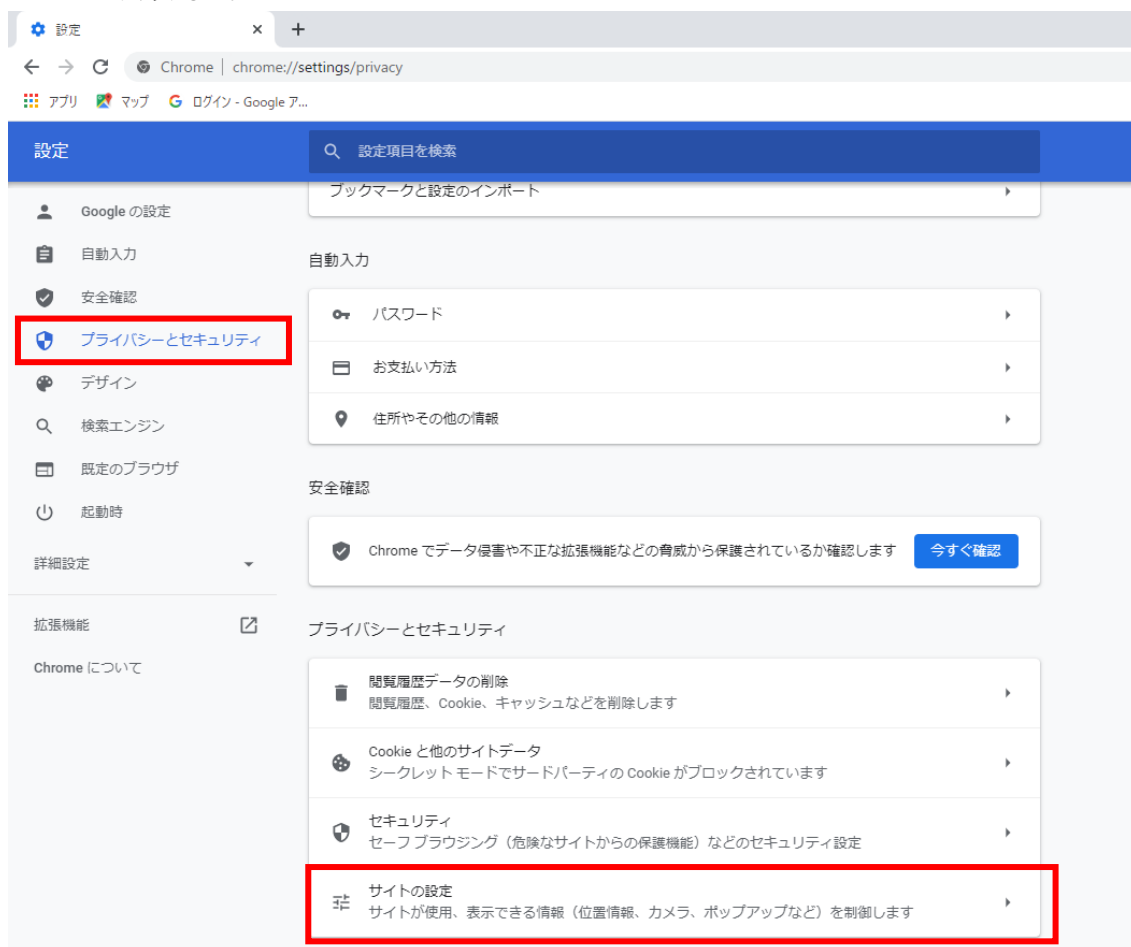 設定
Chrome | chrome://settings/privacy
アプリ マップ ログイン - Google ア...
設定
設定項目を検索
Google の設定
自動入力
安全確認
プライバシーとセキュリティ
デザイン
検索エンジン
既定のブラウザ
起動時
詳細設定
拡張機能
Chrome について
ブックマークと設定のインポート
自動入力
パスワード
お支払い方法
住所やその他の情報
安全確認
Chrome でデータ侵害や不正な拡張機能などの脅威から保護されているか確認します
今すぐ確認
プライバシーとセキュリティ
閲覧履歴データの削除
閲覧履歴、Cookie、キャッシュなどを削除します
Cookie と他のサイトデータ
シークレット モードでサードパーティの Cookie がブロックされています
セキュリティ
セーフ ブラウジング（危険なサイトからの保護機能）などのセキュリティ設定
サイトの設定
サイトが使用、表示できる情報（位置情報、カメラ、ポップアップなど）を制御します